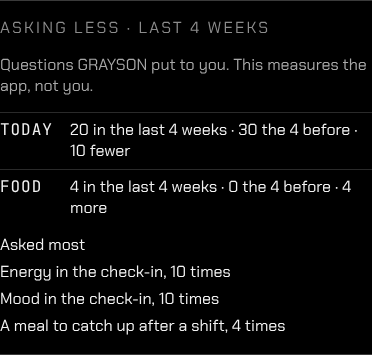 ASKING LESS · LAST 4 WEEKS
Questions GRAYSON put to you. This measures the
app, not you.
TODAY 20 in the last 4 weeks · 30 the 4 before ·
10 fewer
FOOD 4 in the last 4 weeks · 0 the 4 before · 4
more
Asked most
Energy in the check-in, 10 times
Mood in the check-in, 10 times
A meal to catch up after a shift, 4 times